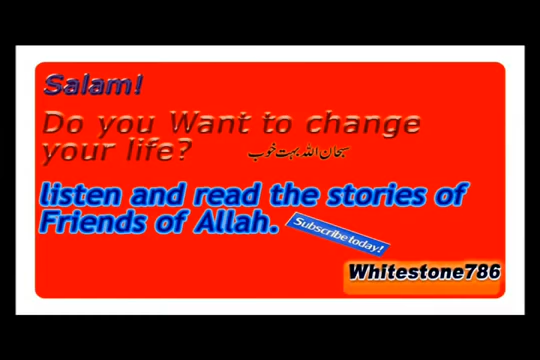 Salam!
Do you Want to change
your life?
سبحان اللہ بہت خوب
listen and read the stories of
Friends of Allah.
Subscribe today!
Whitestone786